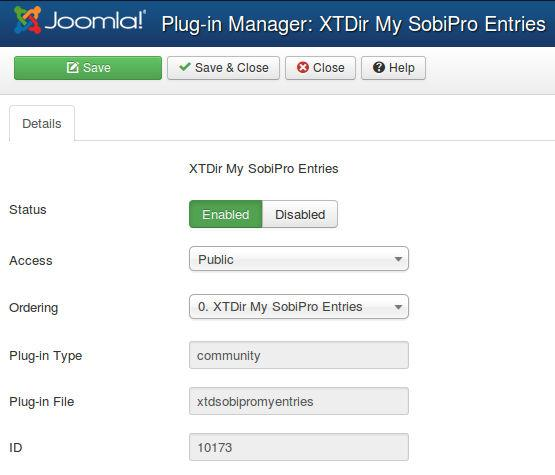 Joomla!® Plug-in Manager: XTDir My SobiPro Entries
Save Save & Close Close Help
Details
XTDir My SobiPro Entries
Status Enabled Disabled
Access Public
Ordering 0. XTDir My SobiPro Entries
Plug-in Type community
Plug-in File xtdsobipromyentries
ID 10173